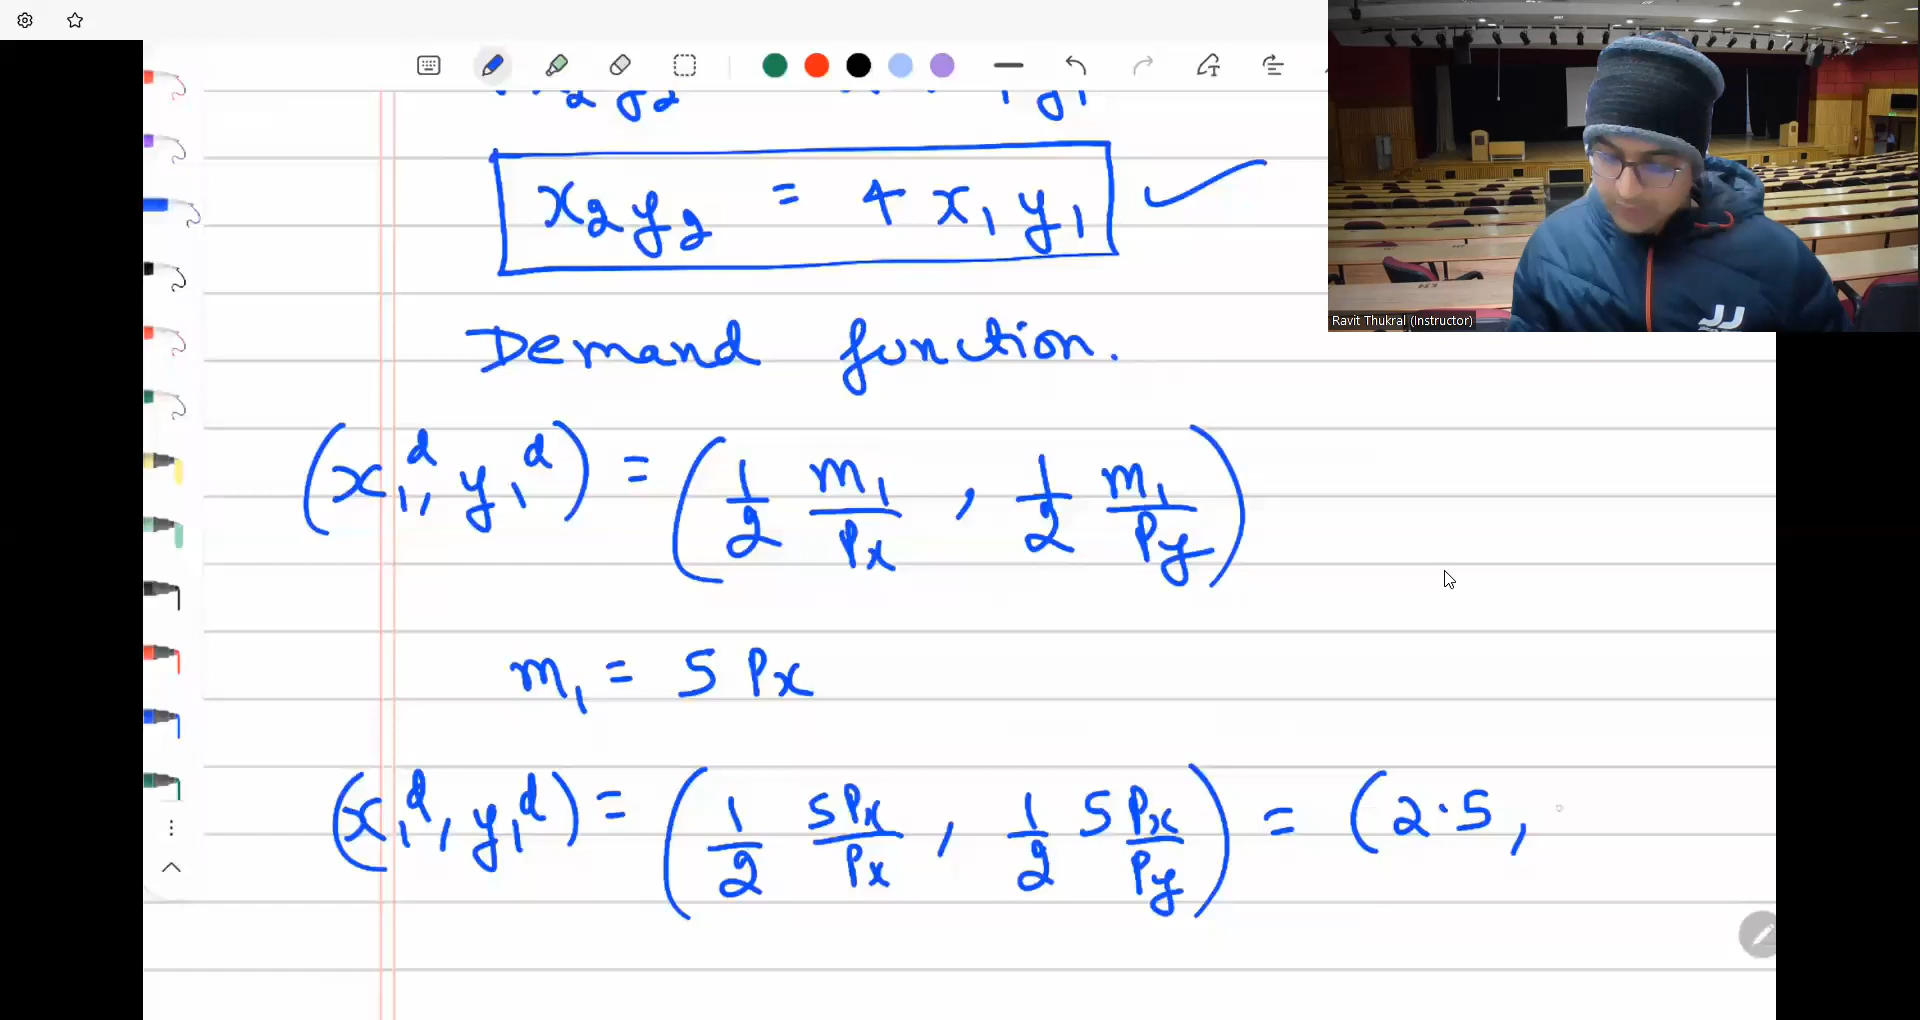 x₂y₂ = 4 x₁y₁
Demand function.
(x₁ᵈ, y₁ᵈ) = (1/2 m₁/Px , 1/2 m₁/Py)
m₁ = 5 Px
(x₁ᵈ, y₁ᵈ) = (1/2 5Px/Px , 1/2 5Px/Py) = (2·5,
Ravit Thukral (Instructor)